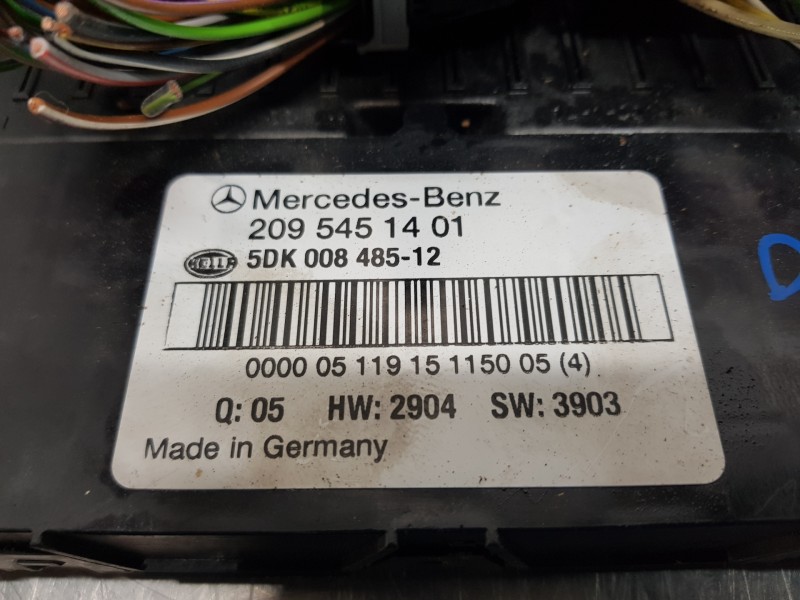 Mercedes-Benz
209 545 14 01
HELLA 5DK 008 485-12
0000 05 119 15 1150 05 (4)
Q: 05 HW: 2904 SW: 3903
Made in Germany